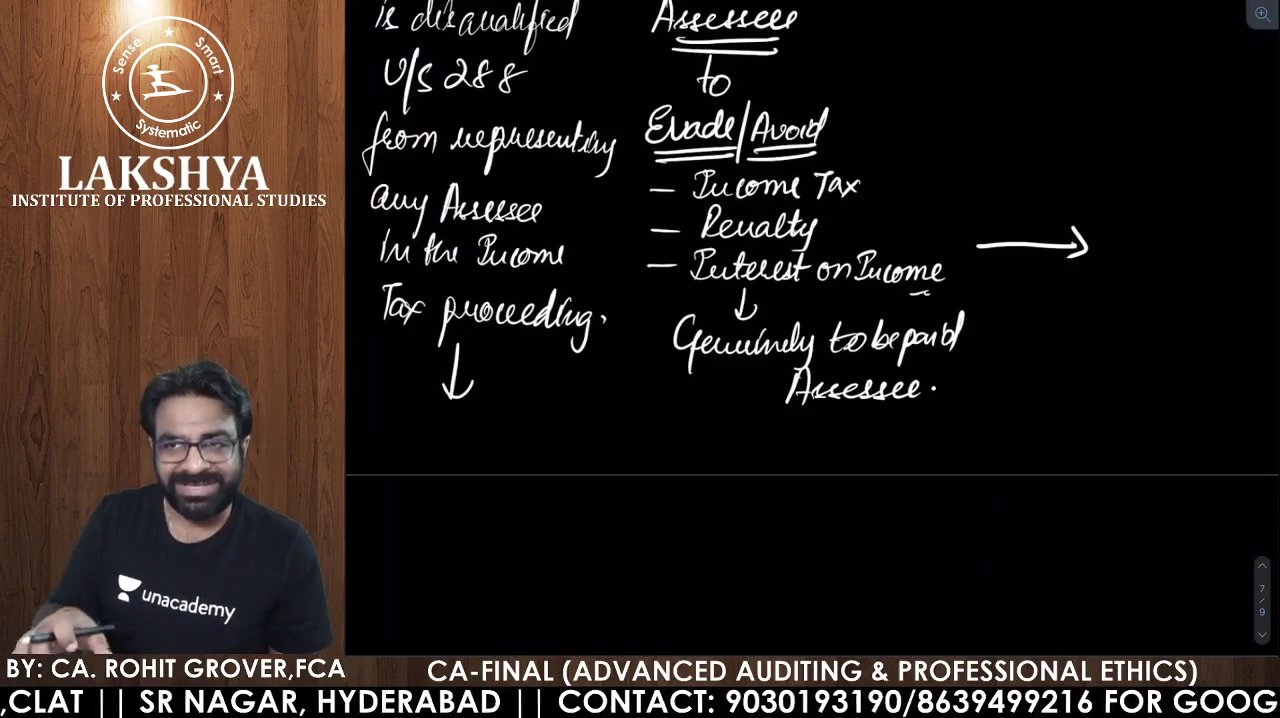 Sense
Smart
Systematic
LAKSHYA
INSTITUTE OF PROFESSIONAL STUDIES
is disqualified
U/S 288
from representing
any Assessee
in the Income
Tax proceeding.
Assessee
to
Evade/Avoid
— Income Tax
— Penalty
— Interest on Income
Genuinely to be paid
Assessee.
unacademy
7
/
9
BY: CA. ROHIT GROVER,FCA
CA-FINAL (ADVANCED AUDITING & PROFESSIONAL ETHICS)
,CLAT || SR NAGAR, HYDERABAD || CONTACT: 9030193190/8639499216 FOR GOOG